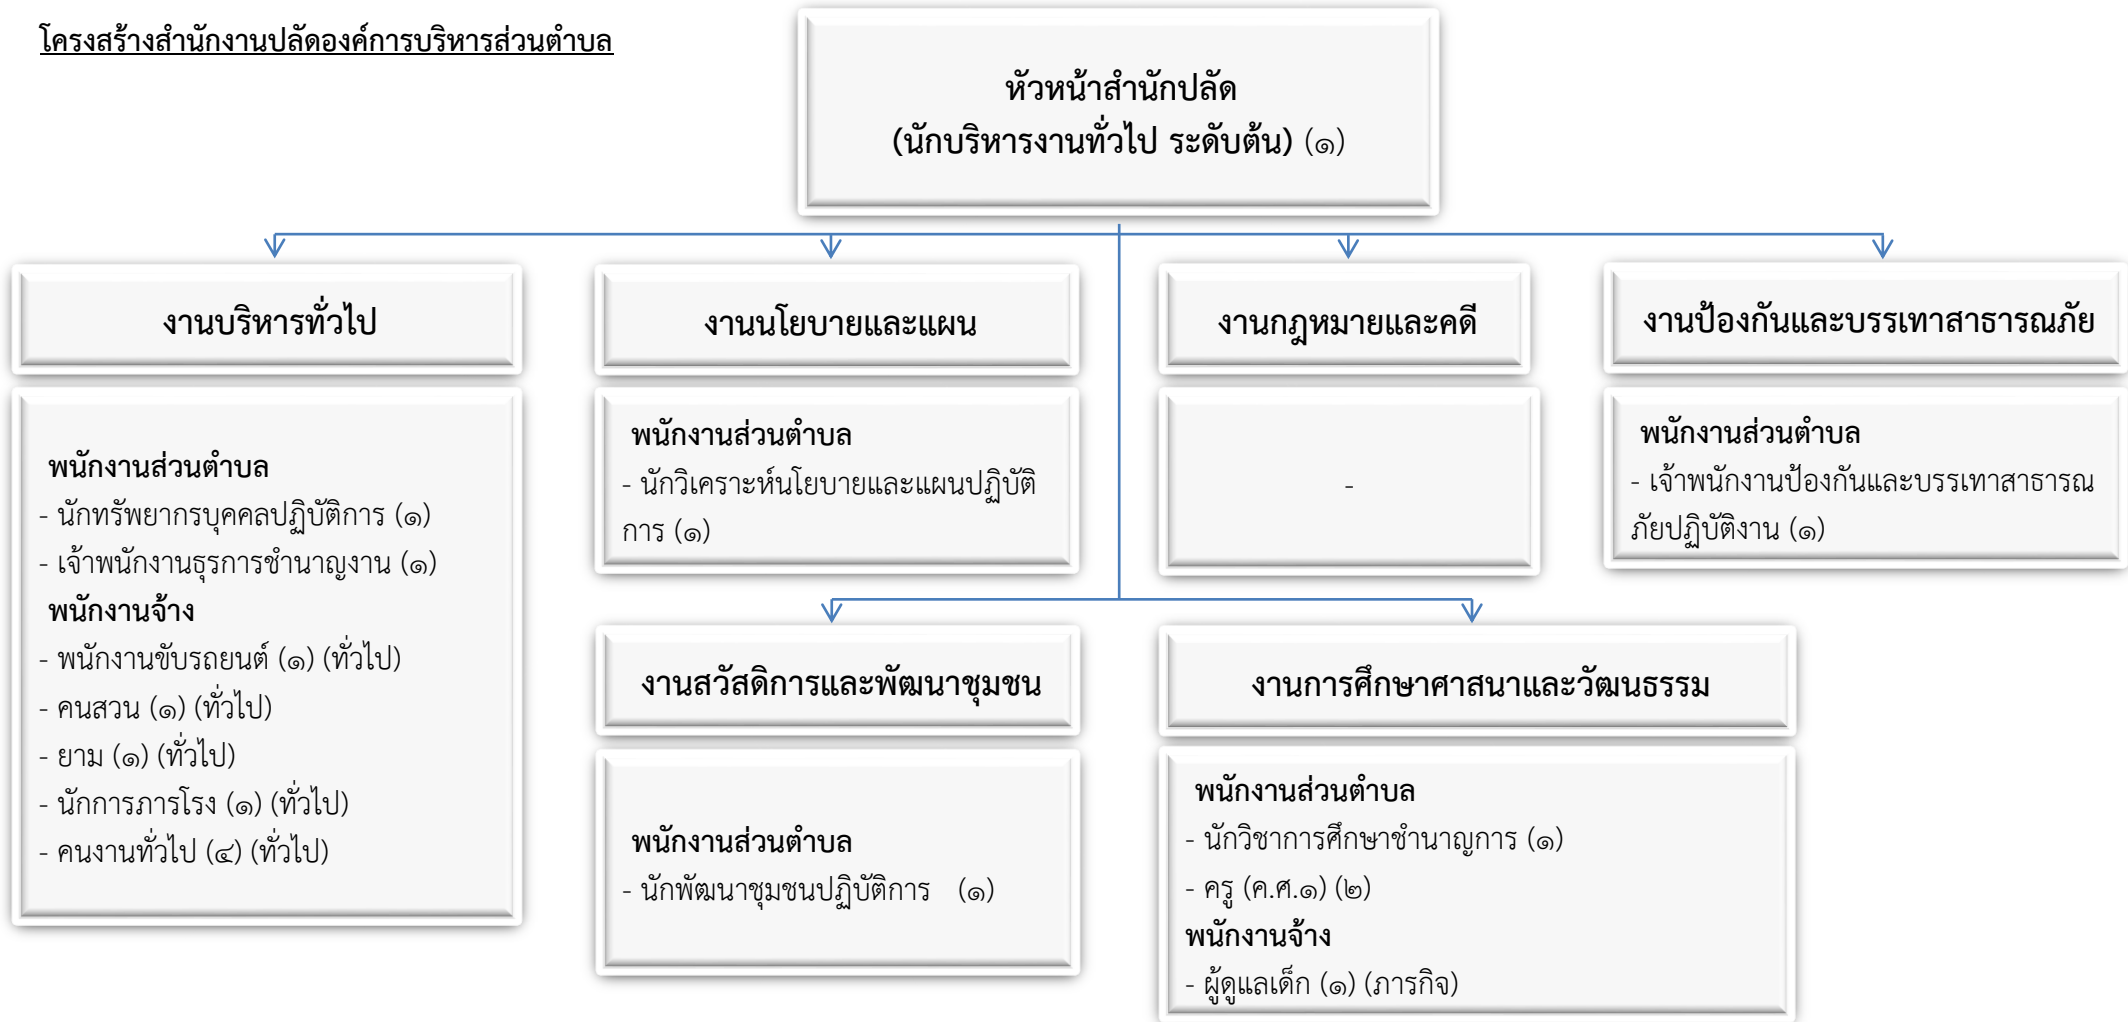 โครงสร้างสำนักงานปลัดองค์การบริหารส่วนตำบล
หัวหน้าสำนักปลัด
(นักบริหารงานทั่วไป ระดับต้น) (๑)
งานบริหารทั่วไป
พนักงานส่วนตำบล
- นักทรัพยากรบุคคลปฏิบัติการ (๑)
- เจ้าพนักงานธุรการชำนาญงาน (๑)
พนักงานจ้าง
- พนักงานขับรถยนต์ (๑) (ทั่วไป)
- คนสวน (๑) (ทั่วไป)
- ยาม (๑) (ทั่วไป)
- นักการภารโรง (๑) (ทั่วไป)
- คนงานทั่วไป (๔) (ทั่วไป)
งานนโยบายและแผน
พนักงานส่วนตำบล
- นักวิเคราะห์นโยบายและแผนปฏิบัติ
การ (๑)
งานกฎหมายและคดี
-
งานป้องกันและบรรเทาสาธารณภัย
พนักงานส่วนตำบล
- เจ้าพนักงานป้องกันและบรรเทาสาธารณ
ภัยปฏิบัติงาน (๑)
งานสวัสดิการและพัฒนาชุมชน
พนักงานส่วนตำบล
- นักพัฒนาชุมชนปฏิบัติการ (๑)
งานการศึกษาศาสนาและวัฒนธรรม
พนักงานส่วนตำบล
- นักวิชาการศึกษาชำนาญการ (๑)
- ครู (ค.ศ.๑) (๒)
พนักงานจ้าง
- ผู้ดูแลเด็ก (๑) (ภารกิจ)